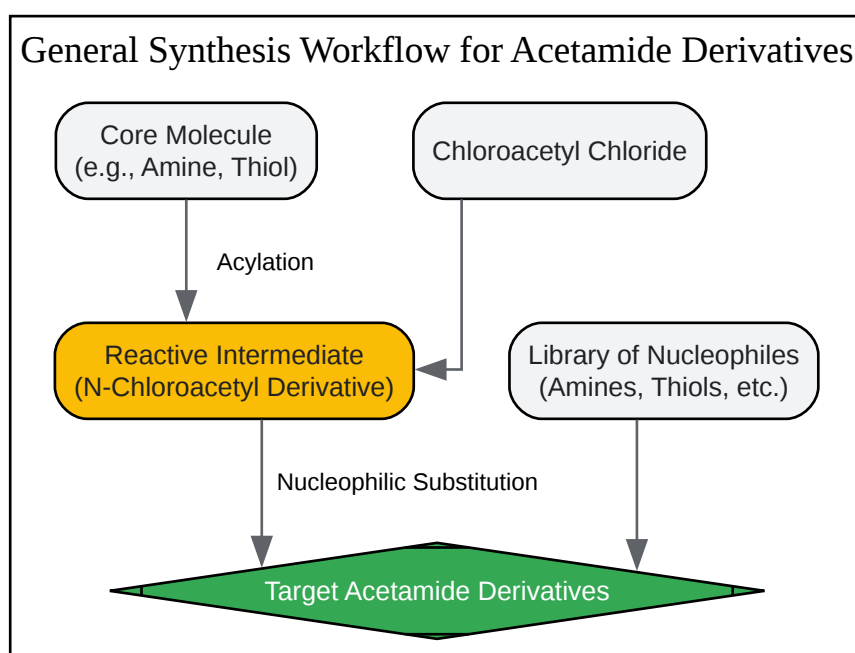 General Synthesis Workflow for Acetamide Derivatives
Core Molecule
(e.g., Amine, Thiol)
Chloroacetyl Chloride
Acylation
Reactive Intermediate
(N-Chloroacetyl Derivative)
Library of Nucleophiles
(Amines, Thiols, etc.)
Nucleophilic Substitution
Target Acetamide Derivatives